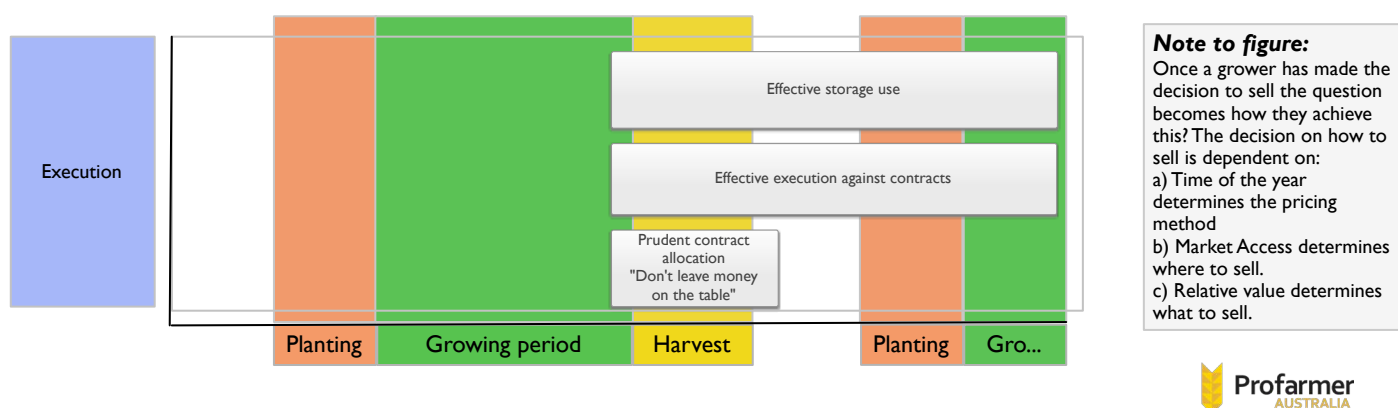 Execution
Effective storage use
Effective execution against contracts
Prudent contract
allocation
"Don't leave money
on the table"
Planting
Growing period
Harvest
Planting
Gro...
Note to figure:
Once a grower has made the
decision to sell the question
becomes how they achieve
this? The decision on how to
sell is dependent on:
a) Time of the year
determines the pricing
method
b) Market Access determines
where to sell.
c) Relative value determines
what to sell.
Profarmer
AUSTRALIA